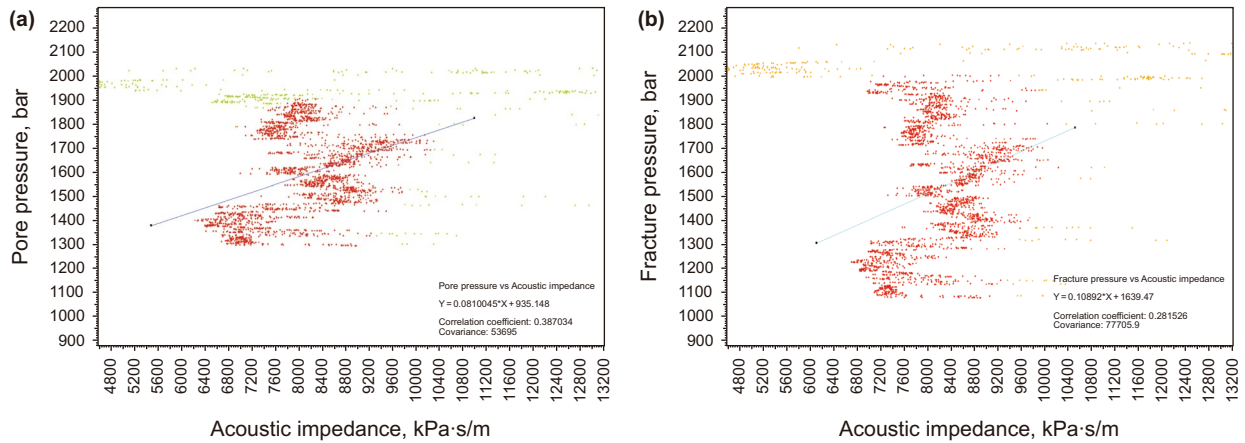 (a)
Pore pressure, bar
2200
2100
2000
1900
1800
1700
1600
1500
1400
1300
1200
1100
1000
900
Pore pressure vs Acoustic impedance
Y = 0.0810045*X + 935.148
Correlation coefficient: 0.387034
Covariance: 53695
4800 5200 5600 6000 6400 6800 7200 7600 8000 8400 8800 9200 9600 10000 10400 10800 11200 11600 12000 12400 12800 13200
Acoustic impedance, kPa·s/m
(b)
Fracture pressure, bar
2200
2100
2000
1900
1800
1700
1600
1500
1400
1300
1200
1100
1000
900
Fracture pressure vs Acoustic impedance
Y = 0.10892*X + 1639.47
Correlation coefficient: 0.281526
Covariance: 77705.9
4800 5200 5600 6000 6400 6800 7200 7600 8000 8400 8800 9200 9600 10000 10400 10800 11200 11600 12000 12400 12800 13200
Acoustic impedance, kPa·s/m